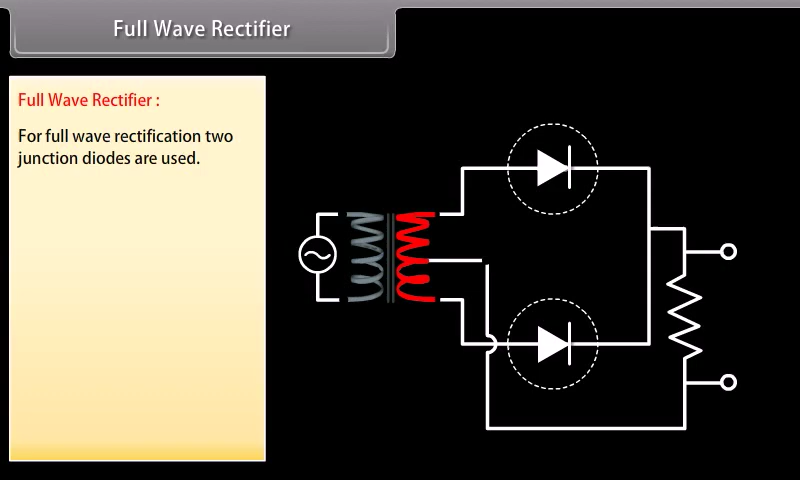 Full Wave Rectifier
Full Wave Rectifier :
For full wave rectification two
junction diodes are used.